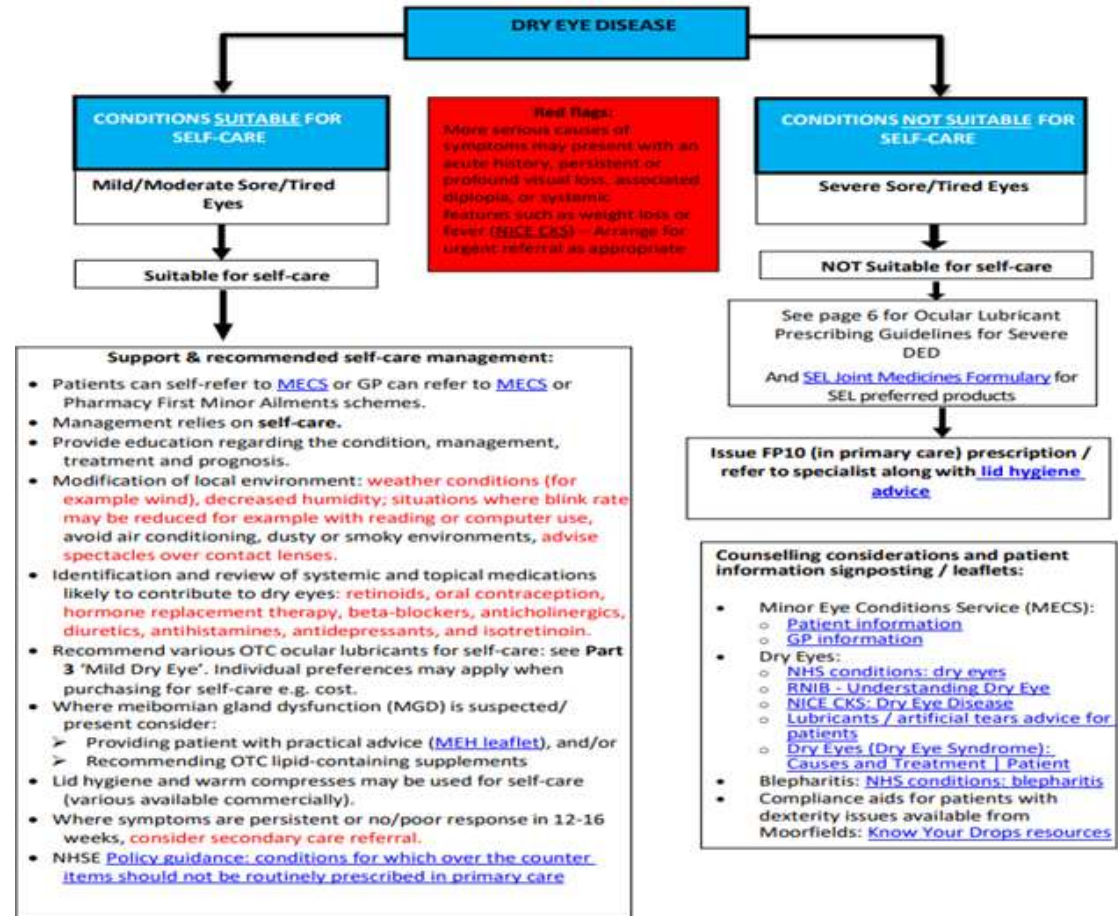 DRY EYE DISEASE
CONDITIONS SUITABLE FOR
SELF-CARE
Mild/Moderate Sore/Tired
Eyes
Suitable for self-care
Red flags:
More serious causes of
symptoms may present with an
acute history, persistent or
profound visual loss, associated
diplopia, or systemic
features such as weight loss or
fever (NICE CKS) – Arrange for
urgent referral as appropriate
CONDITIONS NOT SUITABLE FOR
SELF-CARE
Severe Sore/Tired Eyes
NOT Suitable for self-care
See page 6 for Ocular Lubricant
Prescribing Guidelines for Severe
DED
And SEL Joint Medicines Formulary for
SEL preferred products
Issue FP10 (in primary care) prescription /
refer to specialist along with lid hygiene
advice
Support & recommended self-care management:
• Patients can self-refer to MECS or GP can refer to MECS or
Pharmacy First Minor Ailments schemes.
• Management relies on self-care.
• Provide education regarding the condition, management,
treatment and prognosis.
• Modification of local environment: weather conditions (for
example wind), decreased humidity; situations where blink rate
may be reduced for example with reading or computer use,
avoid air conditioning, dusty or smoky environments, advise
spectacles over contact lenses.
• Identification and review of systemic and topical medications
likely to contribute to dry eyes: retinoids, oral contraception,
hormone replacement therapy, beta-blockers, anticholinergics,
diuretics, antihistamines, antidepressants, and isotretinoin.
• Recommend various OTC ocular lubricants for self-care: see Part
3 ‘Mild Dry Eye’. Individual preferences may apply when
purchasing for self-care e.g. cost.
• Where meibomian gland dysfunction (MGD) is suspected/
present consider:
➢ Providing patient with practical advice (MEH leaflet), and/or
➢ Recommending OTC lipid-containing supplements
• Lid hygiene and warm compresses may be used for self-care
(various available commercially).
• Where symptoms are persistent or no/poor response in 12-16
weeks, consider secondary care referral.
• NHSE Policy guidance: conditions for which over the counter
items should not be routinely prescribed in primary care
Counselling considerations and patient
information signposting / leaflets:
• Minor Eye Conditions Service (MECS):
o Patient information
o GP information
• Dry Eyes:
o NHS conditions: dry eyes
o RNIB - Understanding Dry Eye
o NICE CKS: Dry Eye Disease
o Lubricants / artificial tears advice for
patients
o Dry Eyes (Dry Eye Syndrome):
Causes and Treatment | Patient
• Blepharitis: NHS conditions: blepharitis
• Compliance aids for patients with
dexterity issues available from
Moorfields: Know Your Drops resources